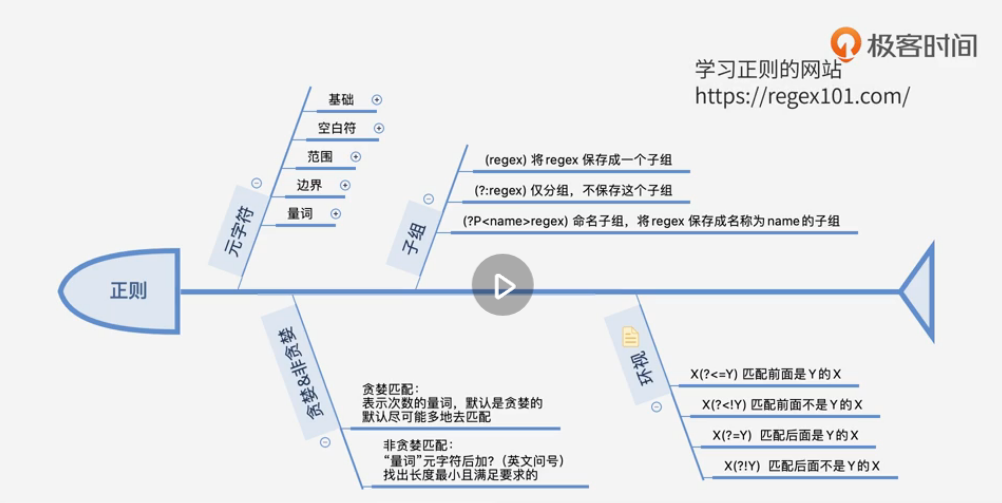 极客时间
学习正则的网站
https://regex101.com/
基础
空白符
范围
边界
量词
元字符
(regex) 将 regex 保存成一个子组
(?:regex) 仅分组，不保存这个子组
(?P<name>regex) 命名子组，将 regex 保存成名称为 name 的子组
子组
正则
贪婪&非贪婪
贪婪匹配：
表示次数的量词，默认是贪婪的
默认尽可能多地去匹配
非贪婪匹配：
“量词”元字符后加?（英文问号）
找出长度最小且满足要求的
环视
X(?<=Y) 匹配前面是 Y 的 X
X(?<!Y) 匹配前面不是 Y 的 X
X(?=Y) 匹配后面是 Y 的 X
X(?!Y) 匹配后面不是 Y 的 X